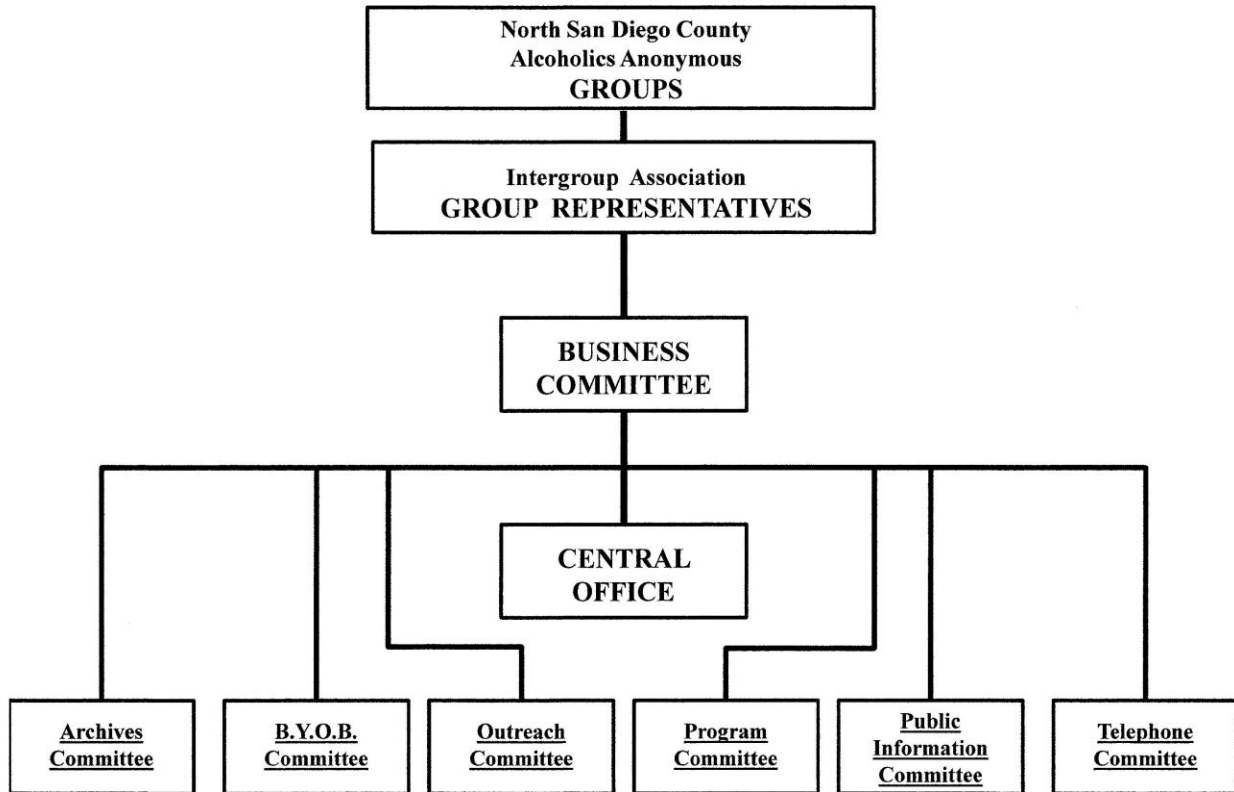 North San Diego County
Alcoholics Anonymous
GROUPS
Intergroup Association
GROUP REPRESENTATIVES
BUSINESS
COMMITTEE
CENTRAL
OFFICE
Archives
Committee
B.Y.O.B.
Committee
Outreach
Committee
Program
Committee
Public
Information
Committee
Telephone
Committee